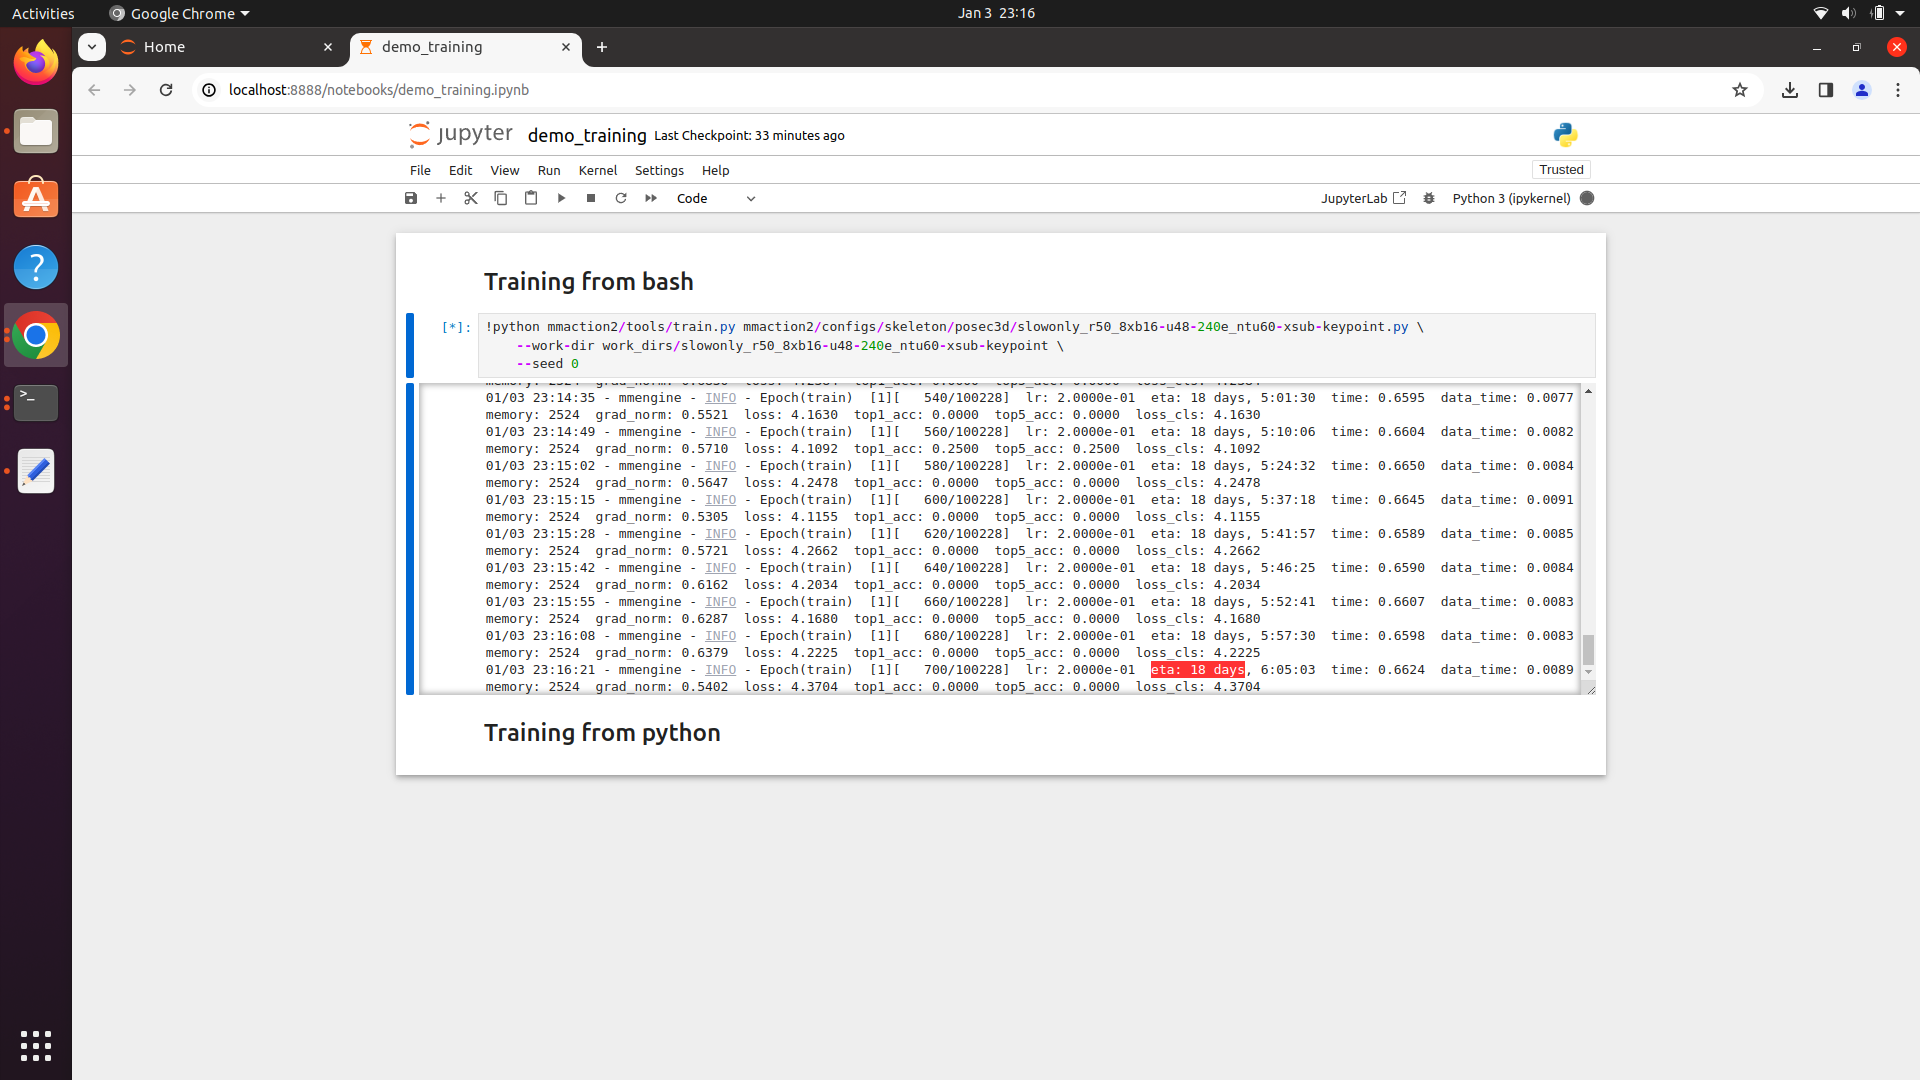 Activities
Google Chrome
Jan 3 23:16
Home
demo_training
localhost:8888/notebooks/demo_training.ipynb
jupyter
demo_training
Last Checkpoint: 33 minutes ago
File Edit View Run Kernel Settings Help
Trusted
Code
JupyterLab
Python 3 (ipykernel)
Training from bash
[*]: !python mmaction2/tools/train.py mmaction2/configs/skeleton/posec3d/slowonly_r50_8xb16-u48-240e_ntu60-xsub-keypoint.py \
--work-dir work_dirs/slowonly_r50_8xb16-u48-240e_ntu60-xsub-keypoint \
--seed 0
01/03 23:14:35 - mmengine - INFO - Epoch(train) [1][ 540/100228] lr: 2.0000e-01 eta: 18 days, 5:01:30 time: 0.6595 data_time: 0.0077
memory: 2524 grad_norm: 0.5521 loss: 4.1630 top1_acc: 0.0000 top5_acc: 0.0000 loss_cls: 4.1630
01/03 23:14:49 - mmengine - INFO - Epoch(train) [1][ 560/100228] lr: 2.0000e-01 eta: 18 days, 5:10:06 time: 0.6604 data_time: 0.0082
memory: 2524 grad_norm: 0.5710 loss: 4.1092 top1_acc: 0.2500 top5_acc: 0.2500 loss_cls: 4.1092
01/03 23:15:02 - mmengine - INFO - Epoch(train) [1][ 580/100228] lr: 2.0000e-01 eta: 18 days, 5:24:32 time: 0.6650 data_time: 0.0084
memory: 2524 grad_norm: 0.5647 loss: 4.2478 top1_acc: 0.0000 top5_acc: 0.0000 loss_cls: 4.2478
01/03 23:15:15 - mmengine - INFO - Epoch(train) [1][ 600/100228] lr: 2.0000e-01 eta: 18 days, 5:37:18 time: 0.6645 data_time: 0.0091
memory: 2524 grad_norm: 0.5305 loss: 4.1155 top1_acc: 0.0000 top5_acc: 0.0000 loss_cls: 4.1155
01/03 23:15:28 - mmengine - INFO - Epoch(train) [1][ 620/100228] lr: 2.0000e-01 eta: 18 days, 5:41:57 time: 0.6589 data_time: 0.0085
memory: 2524 grad_norm: 0.5721 loss: 4.2662 top1_acc: 0.0000 top5_acc: 0.0000 loss_cls: 4.2662
01/03 23:15:42 - mmengine - INFO - Epoch(train) [1][ 640/100228] lr: 2.0000e-01 eta: 18 days, 5:46:25 time: 0.6590 data_time: 0.0084
memory: 2524 grad_norm: 0.6162 loss: 4.2034 top1_acc: 0.0000 top5_acc: 0.0000 loss_cls: 4.2034
01/03 23:15:55 - mmengine - INFO - Epoch(train) [1][ 660/100228] lr: 2.0000e-01 eta: 18 days, 5:52:41 time: 0.6607 data_time: 0.0083
memory: 2524 grad_norm: 0.6287 loss: 4.1680 top1_acc: 0.0000 top5_acc: 0.0000 loss_cls: 4.1680
01/03 23:16:08 - mmengine - INFO - Epoch(train) [1][ 680/100228] lr: 2.0000e-01 eta: 18 days, 5:57:30 time: 0.6598 data_time: 0.0083
memory: 2524 grad_norm: 0.6379 loss: 4.2225 top1_acc: 0.0000 top5_acc: 0.0000 loss_cls: 4.2225
01/03 23:16:21 - mmengine - INFO - Epoch(train) [1][ 700/100228] lr: 2.0000e-01 eta: 18 days, 6:05:03 time: 0.6624 data_time: 0.0089
memory: 2524 grad_norm: 0.5402 loss: 4.3704 top1_acc: 0.0000 top5_acc: 0.0000 loss_cls: 4.3704
Training from python